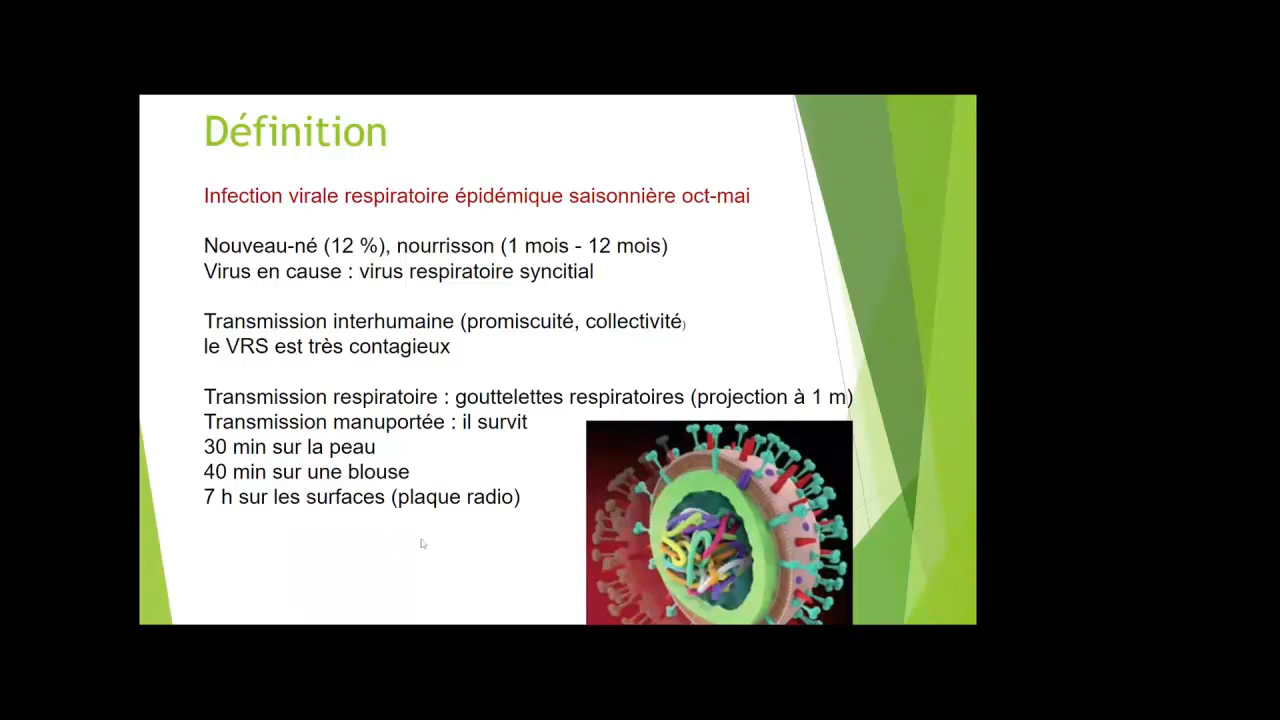 Définition
Infection virale respiratoire épidémique saisonnière oct-mai
Nouveau-né (12 %), nourrisson (1 mois - 12 mois)
Virus en cause : virus respiratoire syncitial
Transmission interhumaine (promiscuité, collectivité)
le VRS est très contagieux
Transmission respiratoire : gouttelettes respiratoires (projection à 1 m)
Transmission manuportée : il survit
30 min sur la peau
40 min sur une blouse
7 h sur les surfaces (plaque radio)